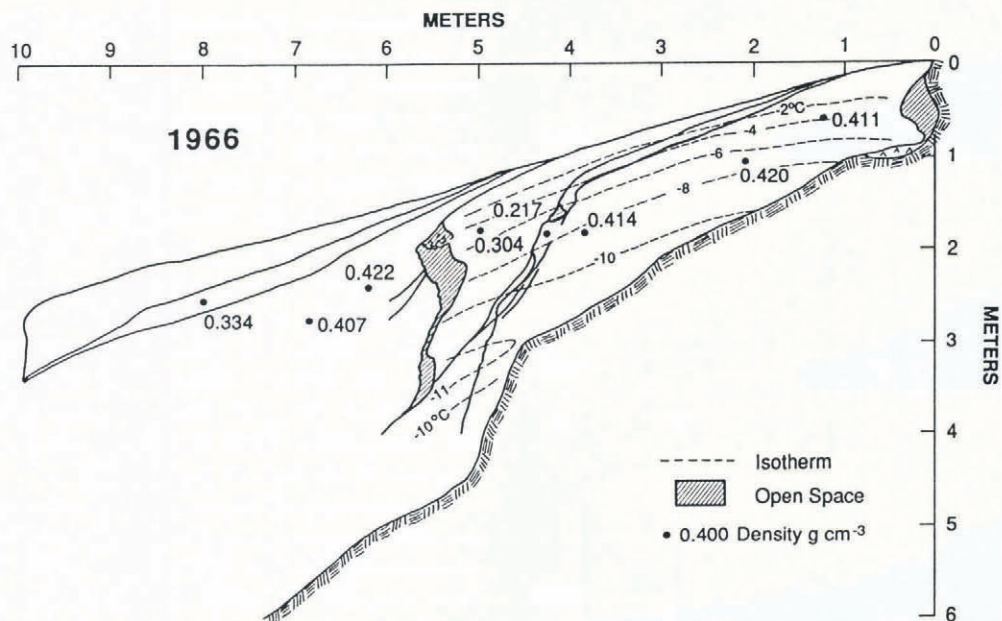 METERS
10 9 8 7 6 5 4 3 2 1 0
0
1966
-2°C
-4
0.411
-6
1
-8
0.420
0.217
0.414
0.304
2
-10
0.422
0.334
0.407
METERS
3
-11
-10°C
4
Isotherm
Open Space
0.400 Density g cm-3
5
6